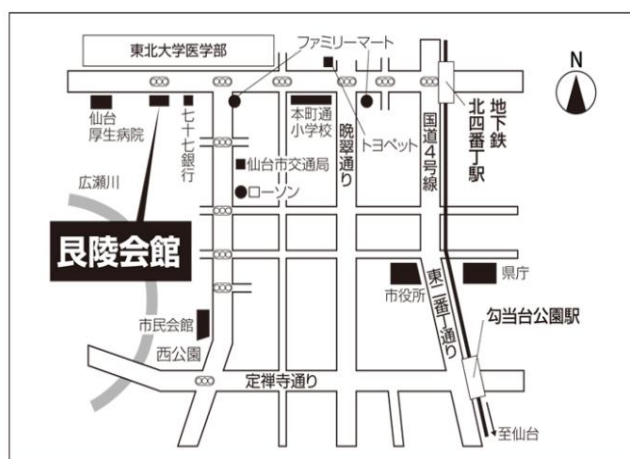 東北大学医学部
ファミリーマート
N
仙台
厚生病院
七十七銀行
本町通
小学校
晩翠通り
トヨペット
国道4号線
地下鉄
北四番丁駅
仙台市交通局
広瀬川
ローソン
艮陵会館
市民会館
西公園
市役所
東二番丁通り
県庁
勾当台公園駅
定禅寺通り
至仙台